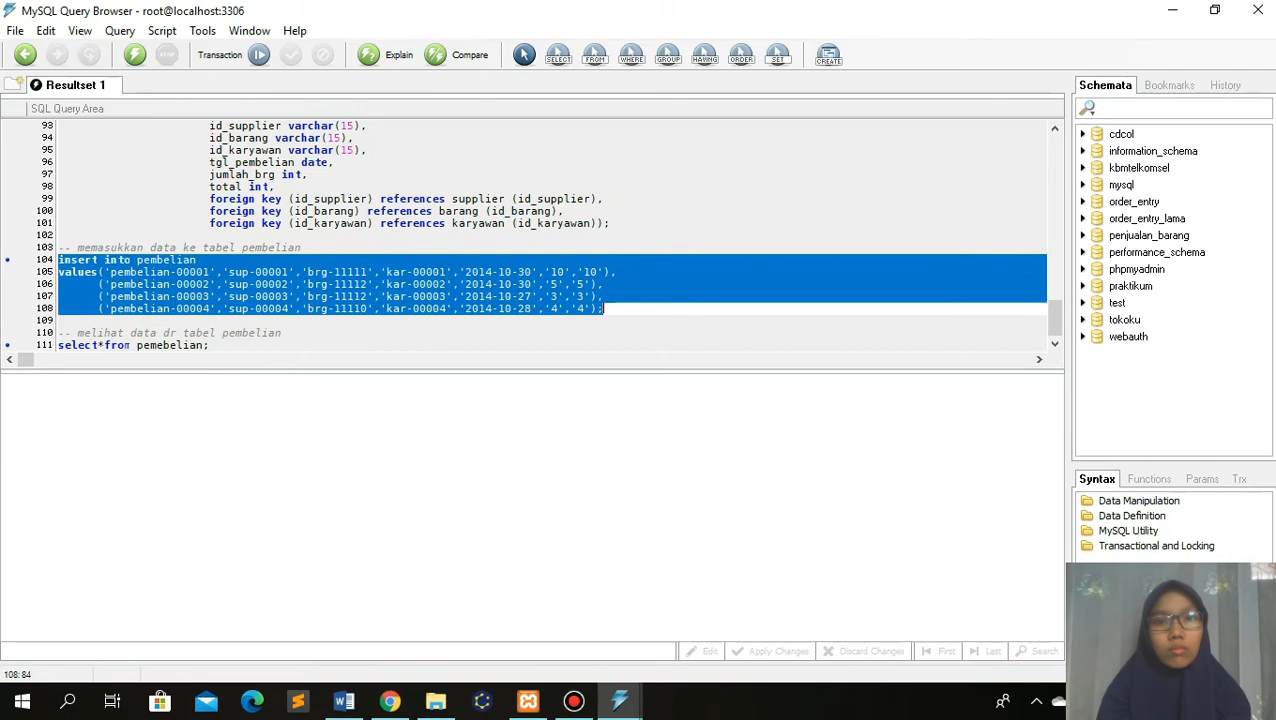 MySQL Query Browser - root@localhost:3306
File Edit View Query Script Tools Window Help
Transaction Explain Compare SELECT FROM WHERE GROUP HAVING ORDER SET CREATE
Resultset 1
SQL Query Area
93 id_supplier varchar(15),
94 id_barang varchar(15),
95 id_karyawan varchar(15),
96 tgl_pembelian date,
97 jumlah_brg int,
98 total int,
99 foreign key (id_supplier) references supplier (id_supplier),
100 foreign key (id_barang) references barang (id_barang),
101 foreign key (id_karyawan) references karyawan (id_karyawan));
102
103 -- memasukkan data ke tabel pembelian
104 insert into pembelian
105 values('pembelian-00001','sup-00001','brg-11111','kar-00001','2014-10-30','10','10'),
106 ('pembelian-00002','sup-00002','brg-11112','kar-00002','2014-10-30','5','5'),
107 ('pembelian-00003','sup-00003','brg-11112','kar-00003','2014-10-27','3','3'),
108 ('pembelian-00004','sup-00004','brg-11110','kar-00004','2014-10-28','4','4');
109
110 -- melihat data dr tabel pembelian
111 select*from pemebelian;
Edit Apply Changes Discard Changes First Last Search
108:84
Schemata Bookmarks History
cdcol
information_schema
kbmtelkomsel
mysql
order_entry
order_entry_lama
penjualan_barang
performance_schema
phpmyadmin
praktikum
test
tokoku
webauth
Syntax Functions Params Trx
Data Manipulation
Data Definition
MySQL Utility
Transactional and Locking